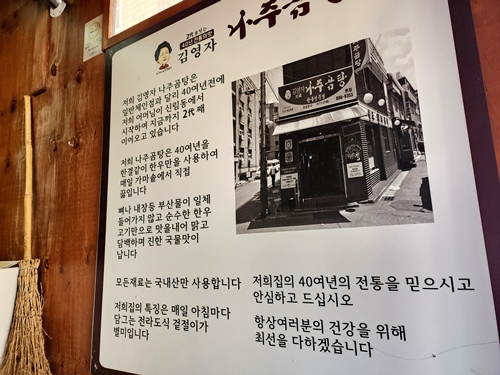 2代 째잇는
40여년 전통의맛
김영자
나주곰탕
저희 김영자 나주곰탕은
일반체인점과 달리 40여년전에
저희 어머님이 신림동에서
시작하여 지금까지 2代 째
이어오고 있습니다
저희 나주곰탕은 40여년을
한결같이 한우만을 사용하여
매일 가마솥에서 직접
끓입니다
뼈나 내장등 부산물이 일체
들어가지 않고 순수한 한우
고기만으로 맛을내어 맑고
담백하며 진한 국물맛이
납니다
모든재료는 국내산만 사용합니다
저희집의 특징은 매일 아침마다
담그는 전라도식 겉절이가
별미입니다
저희집의 40여년의 전통을 믿으시고
안심하고 드십시오
항상여러분의 건강을 위해
최선을 다하겠습니다
나주곰탕